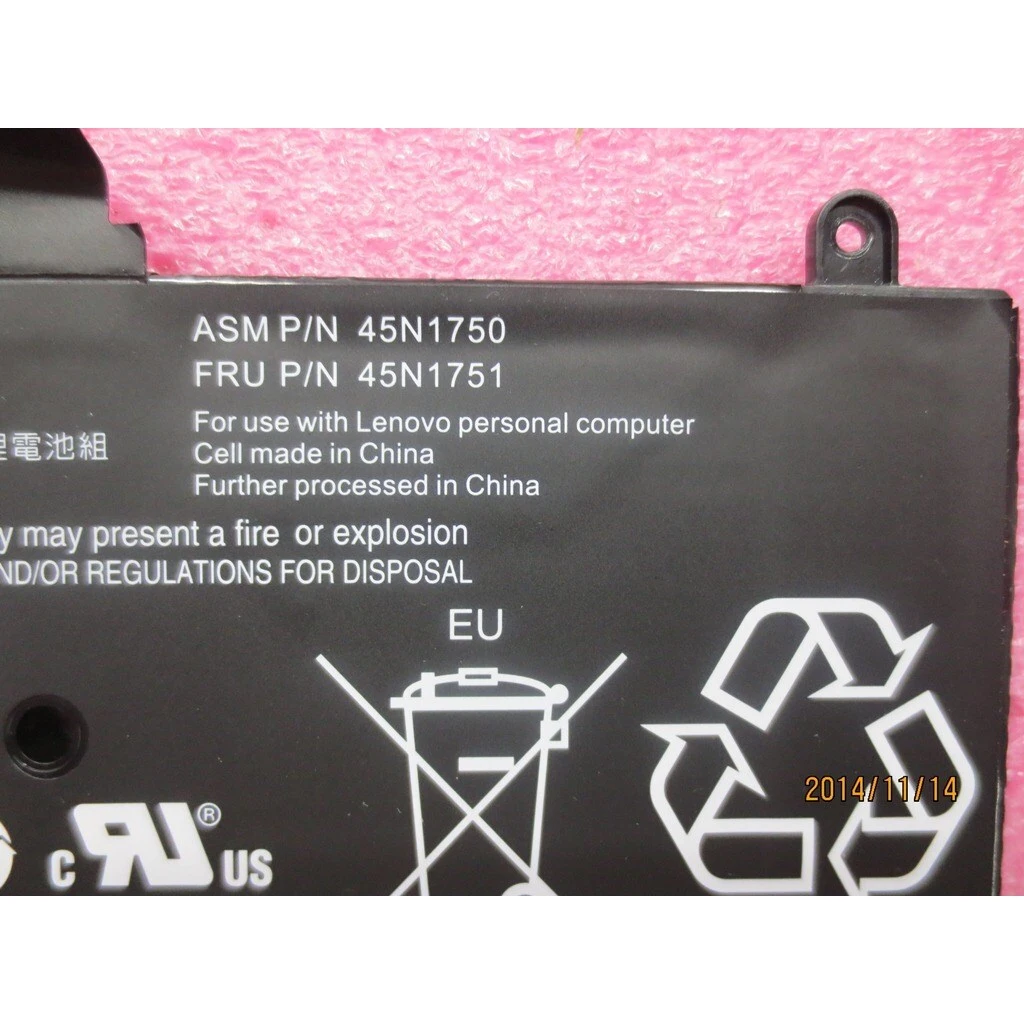 ASM P/N 45N1750
FRU P/N 45N1751
For use with Lenovo personal computer
Cell made in China
Further processed in China
電池組
y may present a fire or explosion
ND/OR REGULATIONS FOR DISPOSAL
EU
2014/11/14
C RU ® US